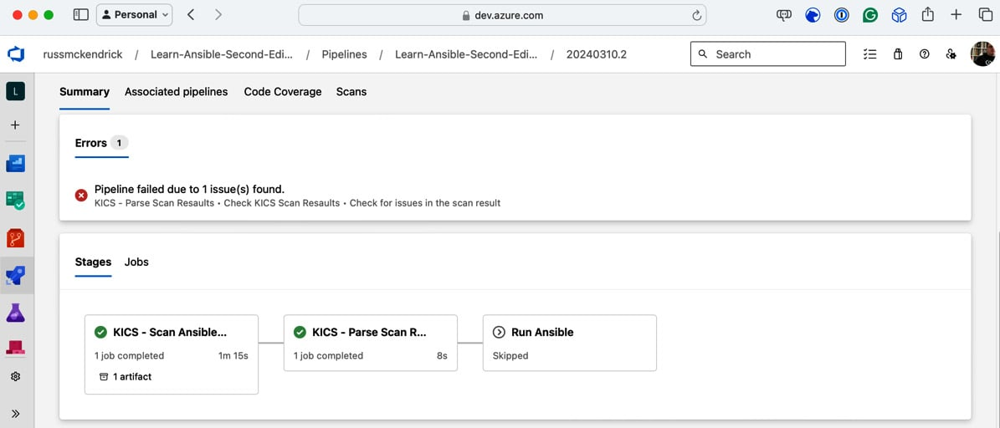 Personal
dev.azure.com
russmckendrick / Learn-Ansible-Second-Edi... / Pipelines / Learn-Ansible-Second-Edi... / 20240310.2
Search
L
Summary Associated pipelines Code Coverage Scans
Errors 1
Pipeline failed due to 1 issue(s) found.
KICS - Parse Scan Resaults • Check KICS Scan Resaults • Check for issues in the scan result
Stages Jobs
KICS - Scan Ansible...
1 job completed 1m 15s
1 artifact
KICS - Parse Scan R...
1 job completed 8s
Run Ansible
Skipped